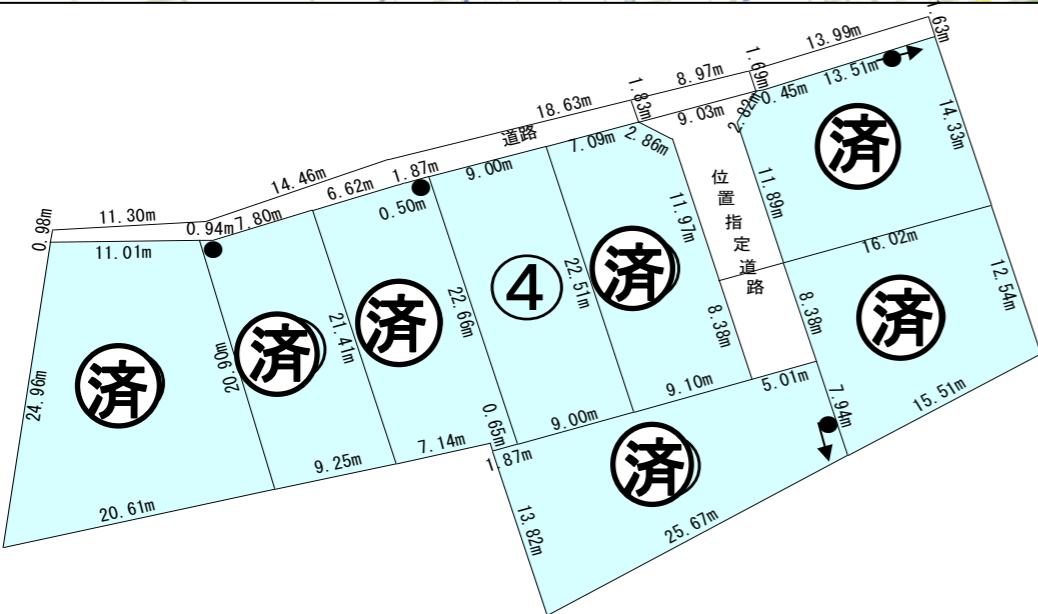 1.63m
13.99m
1.69m
8.97m
1.83m
18.63m
14.46m
11.30m
0.98m
道路
13.51m
0.45m
9.03m
2.82m
2.86m
7.09m
9.00m
1.87m
6.62m
7.80m
0.94m
11.01m
0.50m
14.33m
済
11.89m
位置指定道路
11.97m
済
22.51m
④
22.66m
済
21.41m
済
20.90m
済
24.96m
16.02m
12.54m
済
8.38m
8.38m
7.94m
15.51m
5.01m
9.10m
9.00m
0.65m
1.87m
7.14m
9.25m
20.61m
済
13.82m
25.67m